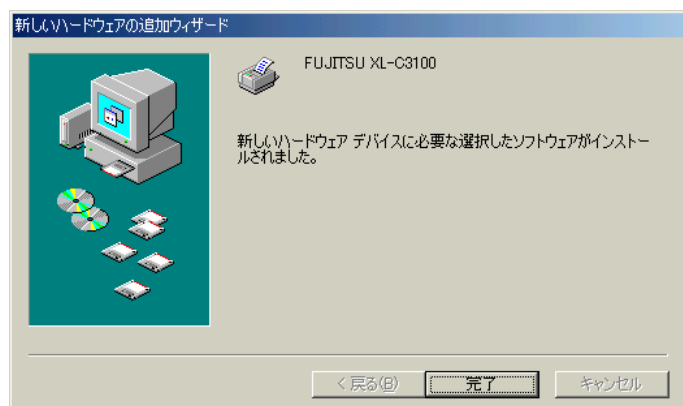 新しいハードウェアの追加ウィザード
FUJITSU XL-C3100
新しいハードウェア デバイスに必要な選択したソフトウェアがインストー
ルされました。
< 戻る(B)
完了
キャンセル